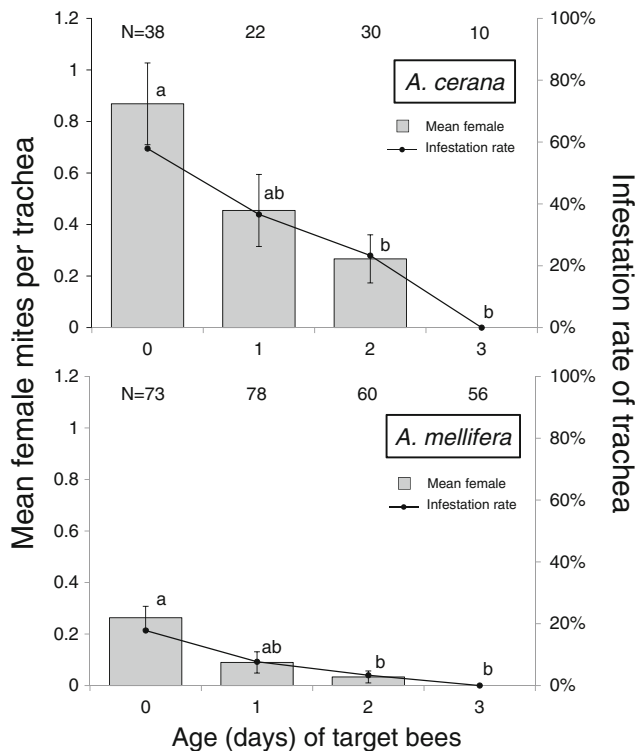 1.2
1
0.8
0.6
0.4
0.2
0
100%
80%
60%
40%
20%
0%
N=38 22 30 10
A. cerana
Mean female
Infestation rate
a
ab
b
b
0 1 2 3
1.2
1
0.8
0.6
0.4
0.2
0
100%
80%
60%
40%
20%
0%
N=73 78 60 56
A. mellifera
Mean female
Infestation rate
a
ab
b
b
0 1 2 3
Mean female mites per trachea
Infestation rate of trachea
Age (days) of target bees